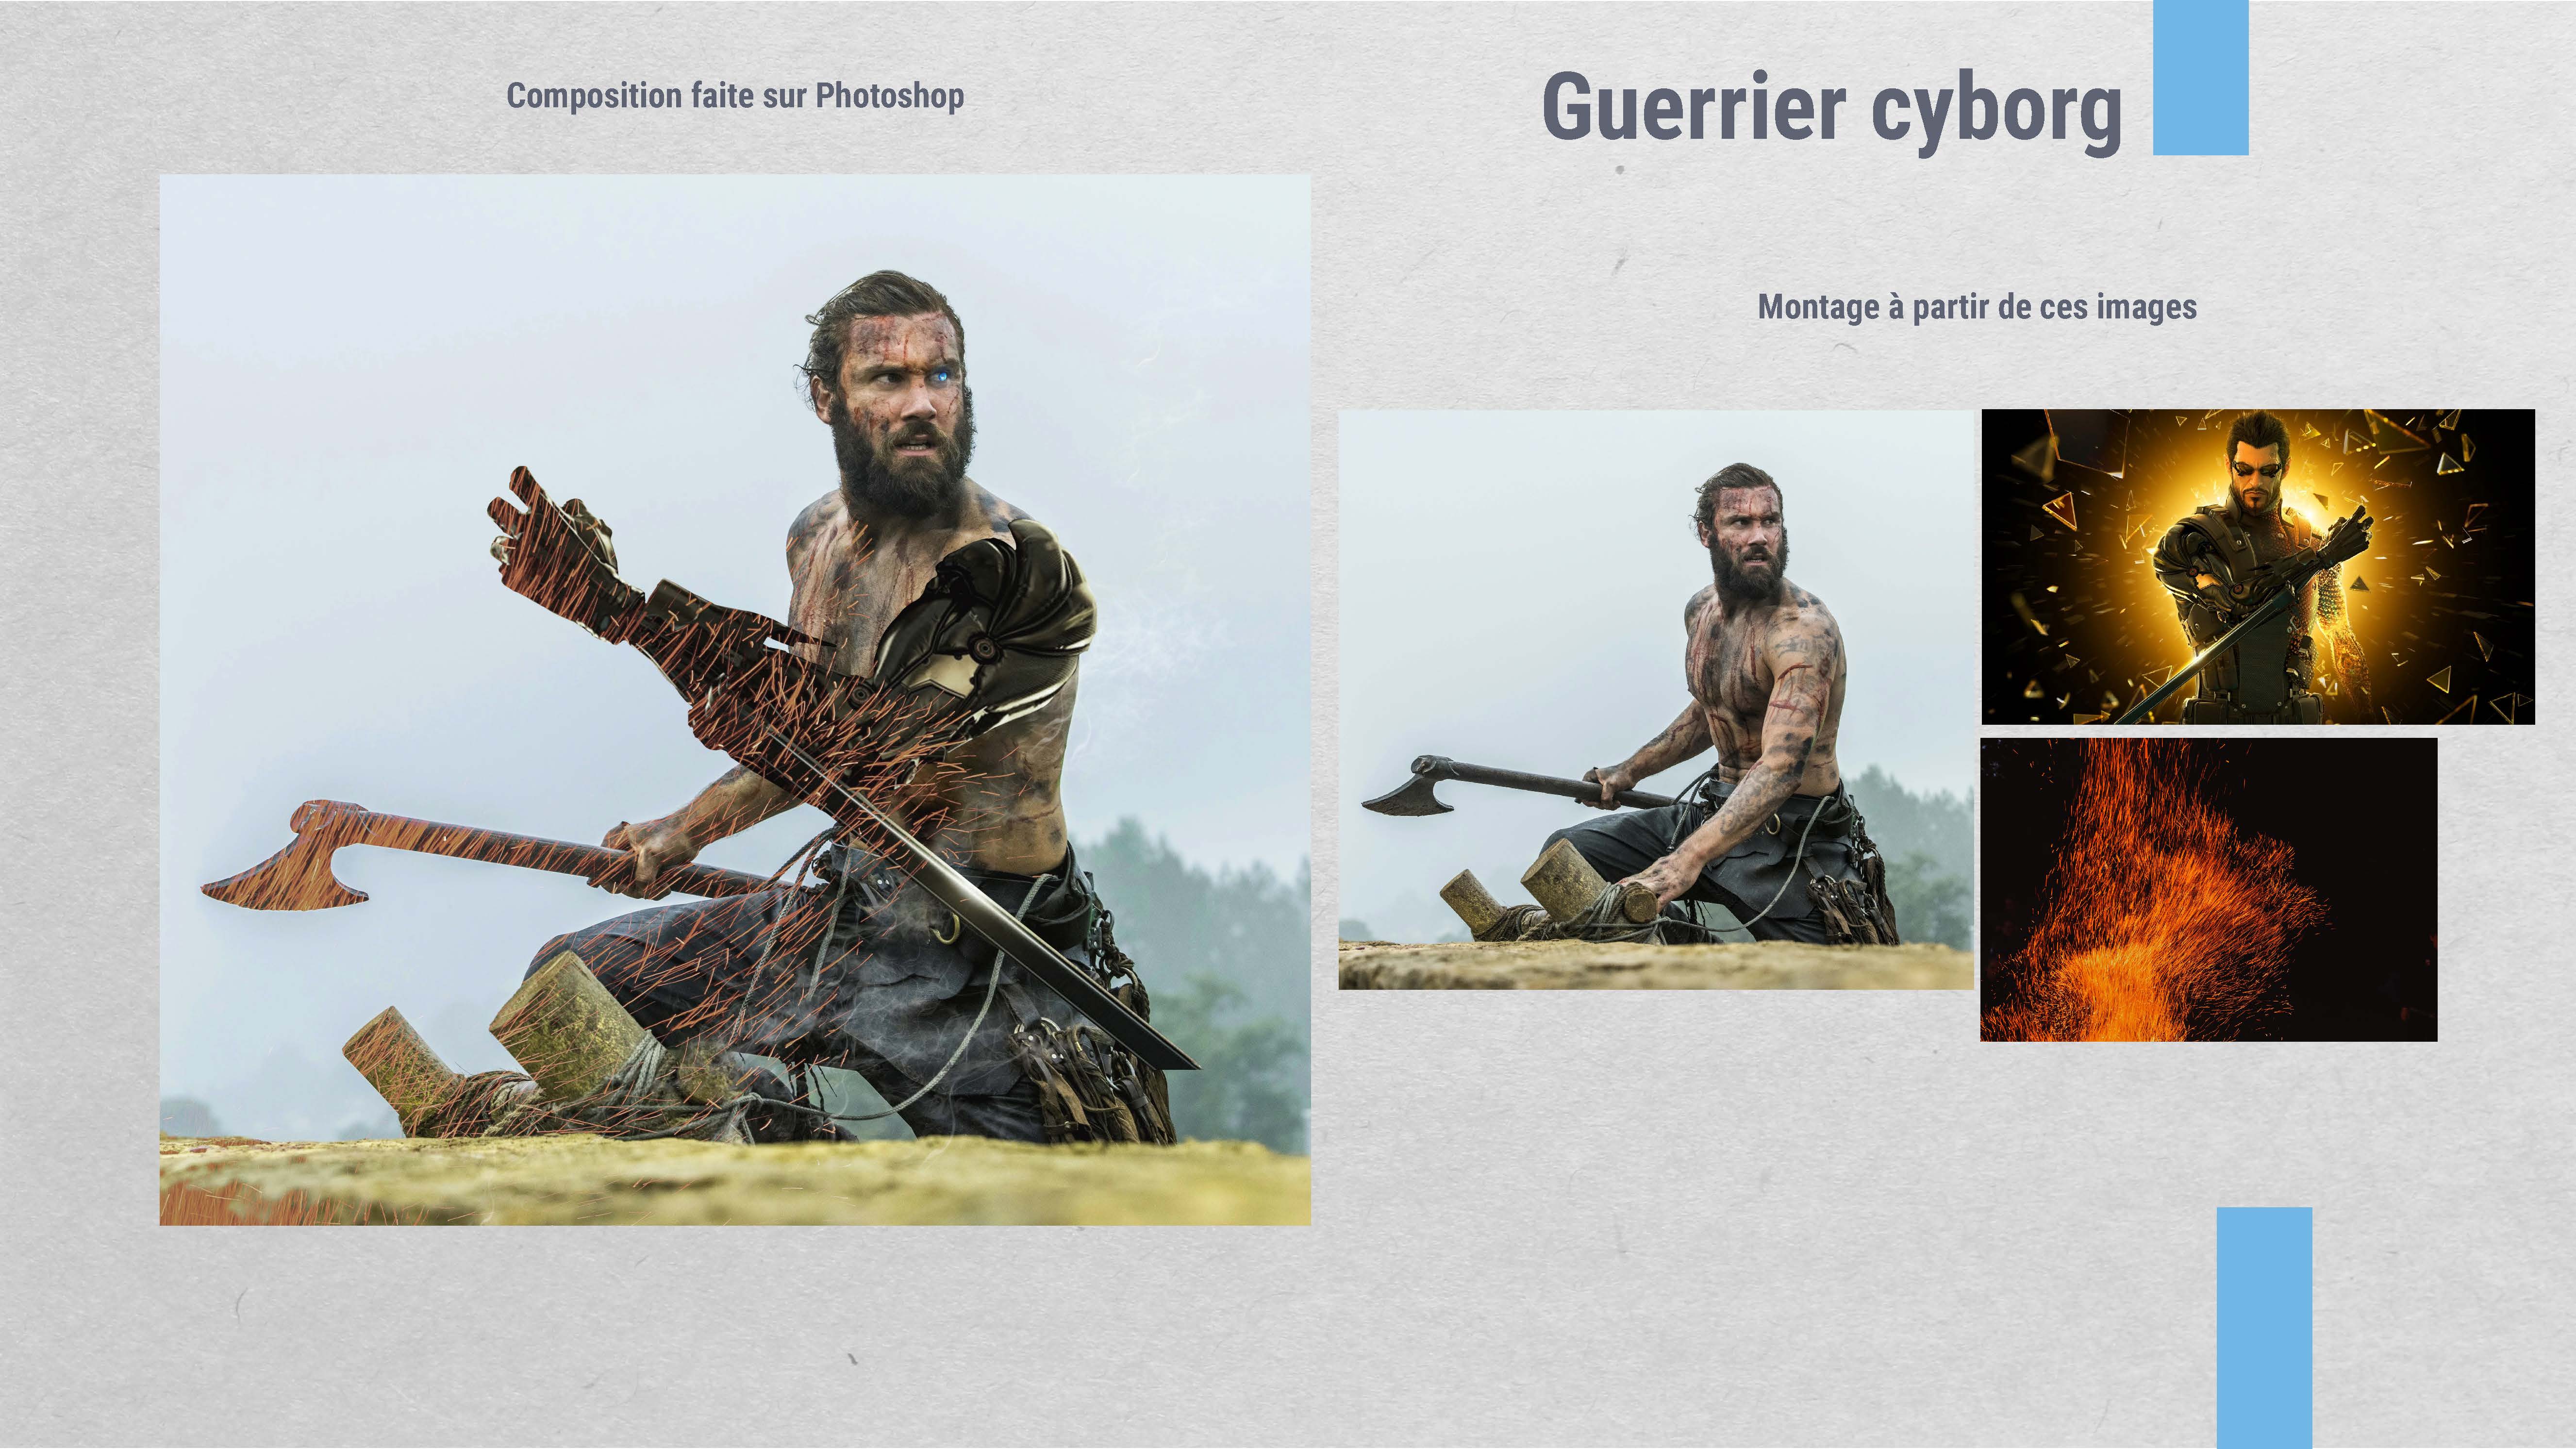 Composition faite sur Photoshop
Guerrier cyborg
Montage à partir de ces images